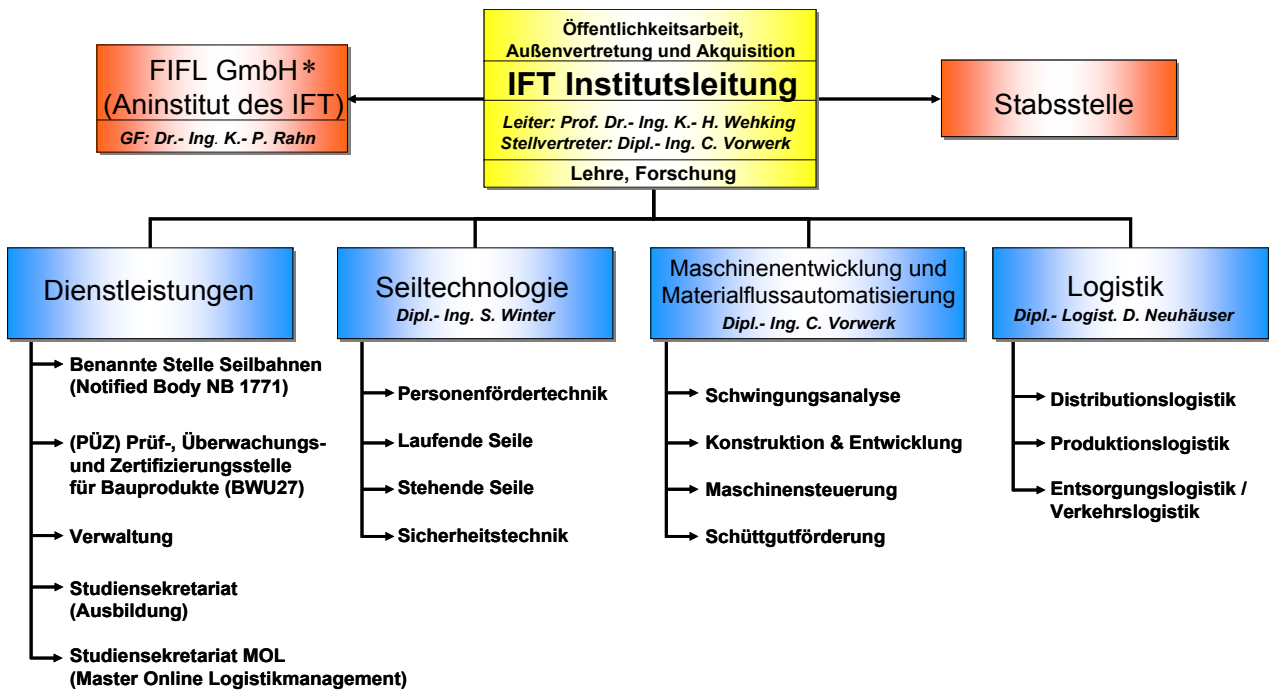 Öffentlichkeitsarbeit,
Außenvertretung und Akquisition
IFT Institutsleitung
Leiter: Prof. Dr.- Ing. K.- H. Wehking
Stellvertreter: Dipl.- Ing. C. Vorwerk
Lehre, Forschung
FIFL GmbH*
(Aninstitut des IFT)
GF: Dr.- Ing. K.- P. Rahn
Stabsstelle
Dienstleistungen
Benannte Stelle Seilbahnen
(Notified Body NB 1771)
(PÜZ) Prüf-, Überwachungs-
und Zertifizierungsstelle
für Bauprodukte (BWU27)
Verwaltung
Studiensekretariat
(Ausbildung)
Studiensekretariat MOL
(Master Online Logistikmanagement)
Seiltechnologie
Dipl.- Ing. S. Winter
Personenfördertechnik
Laufende Seile
Stehende Seile
Sicherheitstechnik
Maschinenentwicklung und
Materialflussautomatisierung
Dipl.- Ing. C. Vorwerk
Schwingungsanalyse
Konstruktion & Entwicklung
Maschinensteuerung
Schüttgutförderung
Logistik
Dipl.- Logist. D. Neuhäuser
Distributionslogistik
Produktionslogistik
Entsorgungslogistik /
Verkehrslogistik